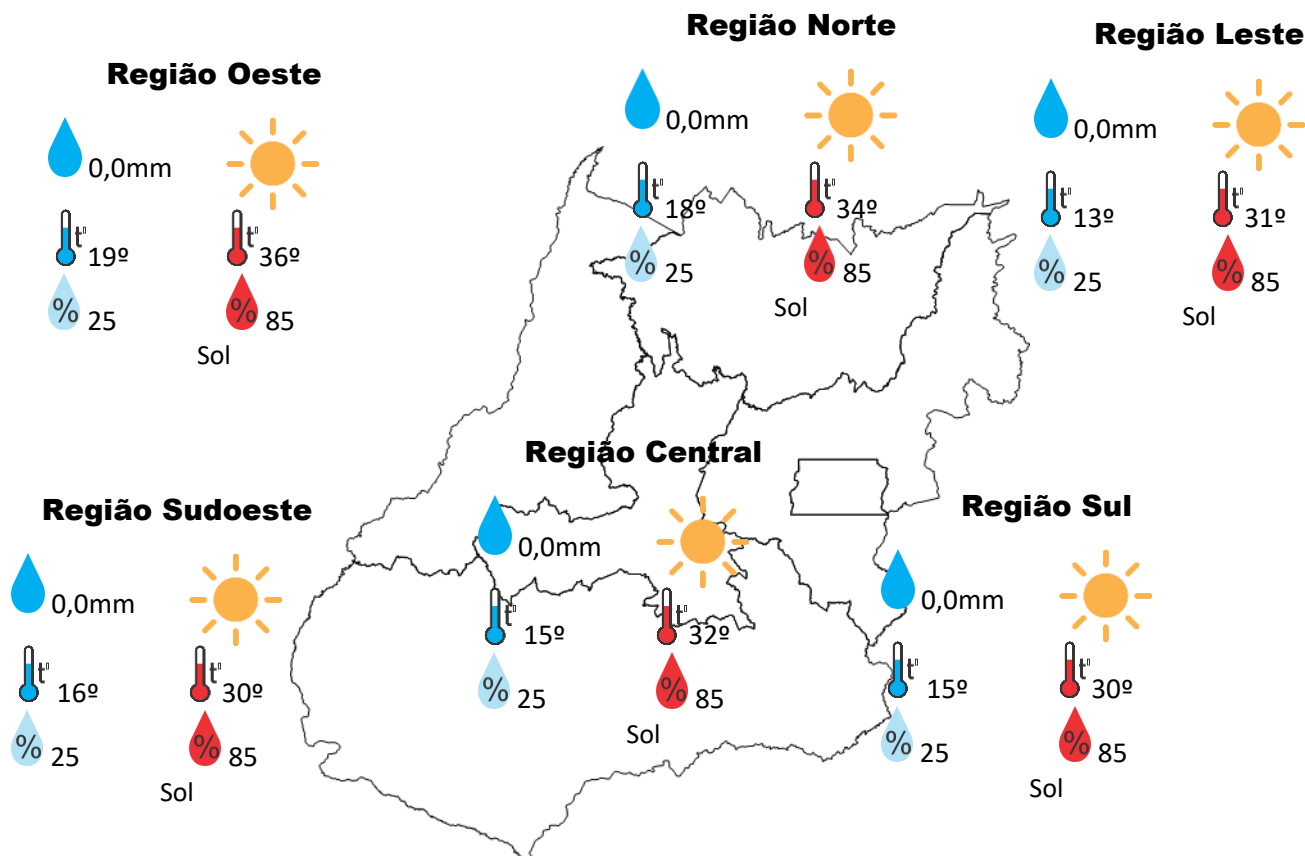 Região Norte
Região Leste
Região Oeste
0,0mm
0,0mm
0,0mm
t° 18º
t° 34º
t° 13º
t° 31º
t° 19º
t° 36º
% 25
% 85
% 25
% 85
% 25
% 85
Sol
Sol
Sol
Região Central
Região Sudoeste
Região Sul
0,0mm
0,0mm
0,0mm
t° 15º
t° 32º
t° 16º
t° 30º
t° 15º
t° 30º
% 25
% 85
% 25
% 85
% 25
% 85
Sol
Sol
Sol